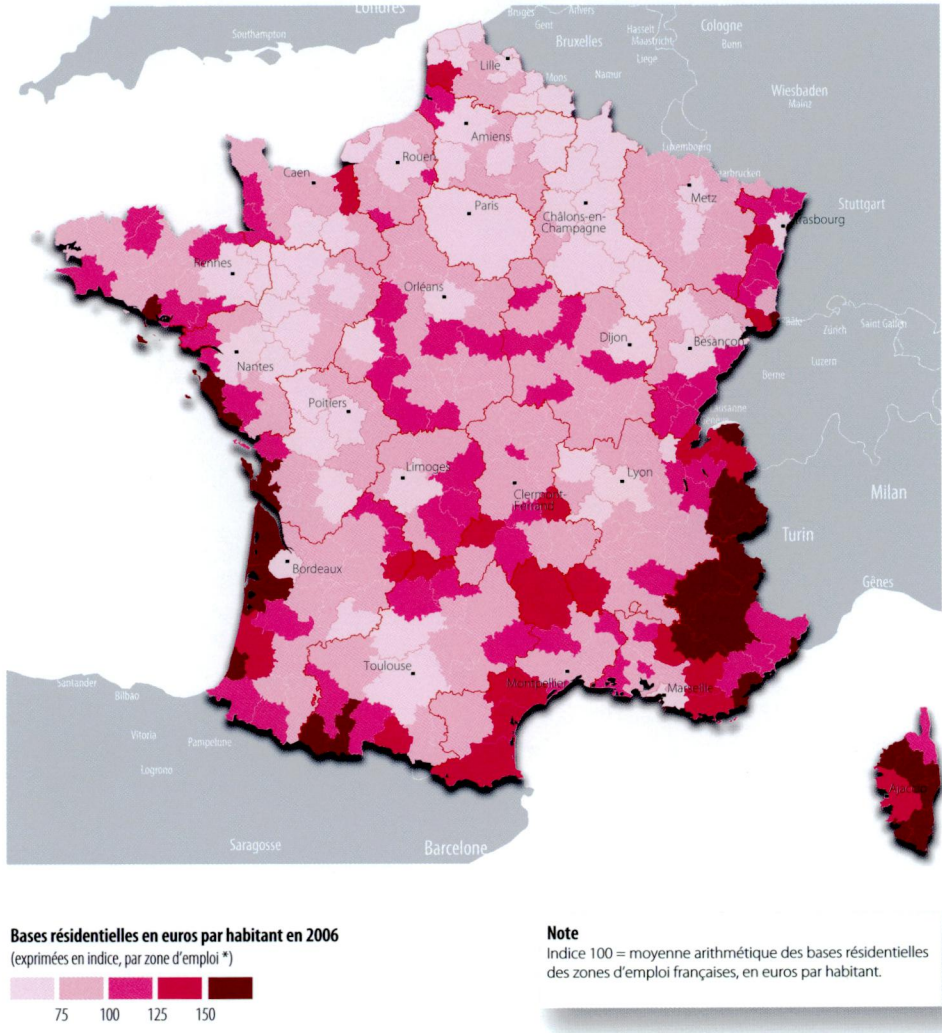 Londres
Southampton
Bruges
Anvers
Gent
Bruxelles
Hasselt
Maastricht
Liege
Cologne
Bonn
Lille
Mons
Namur
Wiesbaden
Mainz
Amiens
Luxembourg
Rouen
Caen
Metz
Paris
Châlons-en-
Champagne
Stuttgart
Strasbourg
Rennes
Orléans
Dijon
Besançon
Bâle
Zürich
Saint Gallen
Luzern
Berne
Nantes
Poitiers
Lausanne
Limoges
Lyon
Clermont-
Ferrand
Milan
Turin
Bordeaux
Gênes
Toulouse
Montpellier
Marseille
Santander
Bilbao
Vitoria
Pampelune
Logrono
Ajaccio
Saragosse
Barcelone
Bases résidentielles en euros par habitant en 2006
(exprimées en indice, par zone d'emploi *)
75 100 125 150
Note
Indice 100 = moyenne arithmétique des bases résidentielles
des zones d'emploi françaises, en euros par habitant.